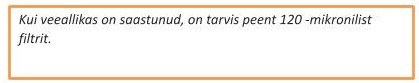 Kui veeallikas on saastunud, on tarvis peent 120 -mikronilist
filtrit.